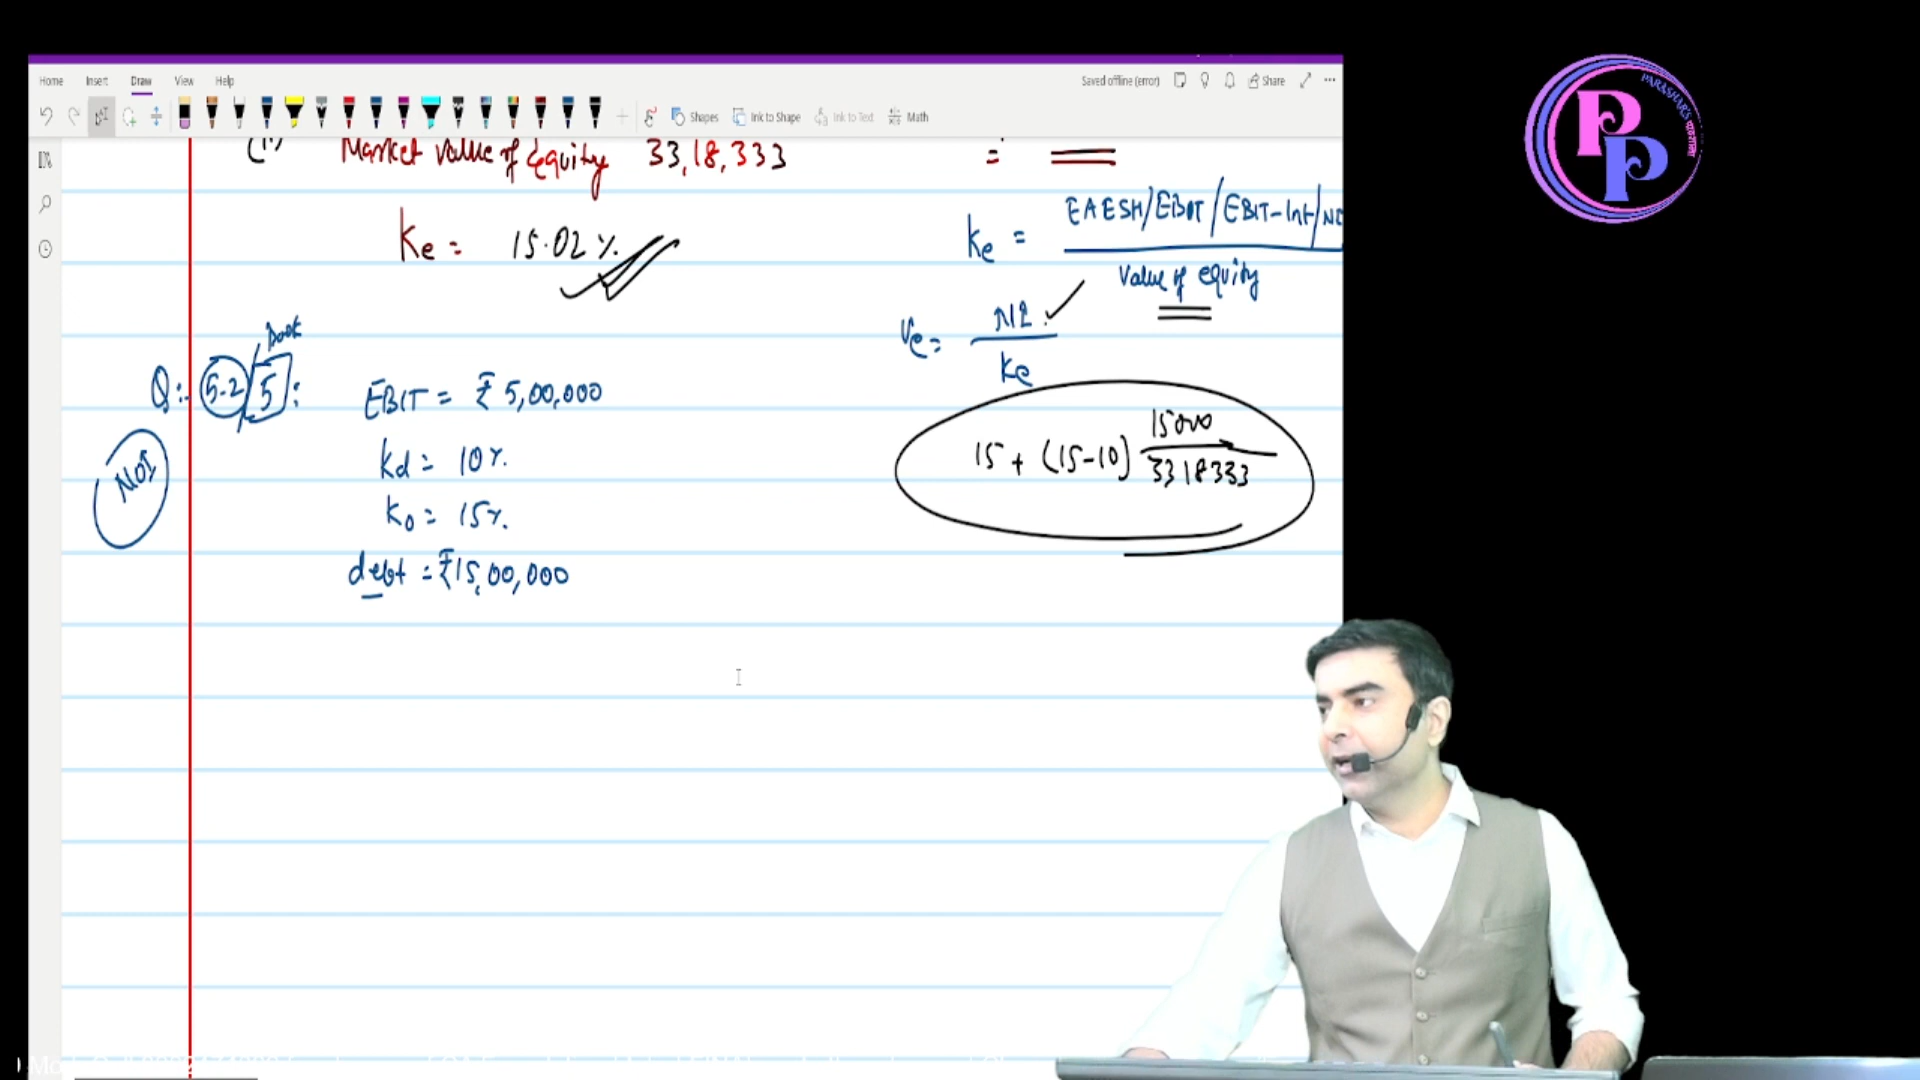 Home Insert Draw View Help Saved offline (error) Share
Shapes Ink to Shape Ink to Text Math
(i) Market value of Equity 33,18,333 =
Ke = 15.02 %
Ke = EAESH/EBDT/EBIT-Int/
Value of equity
Ve = NI
Ke
Book
Q:- 5.2 / 5 :
NOI
EBIT = ₹ 5,00,000
Kd = 10%
Ko = 15%
debt = ₹15,00,000
15 + (15-10) 15000
3318333
PARASHAR'S
PP